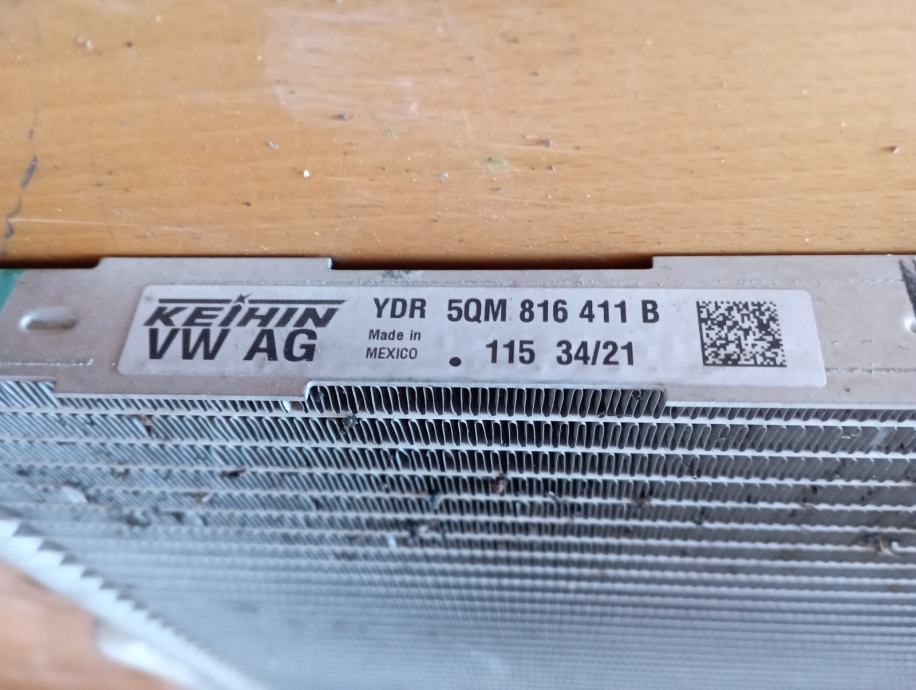 KEIHIN
VW AG
YDR 5QM 816 411 B
Made in
MEXICO
. 115 34/21